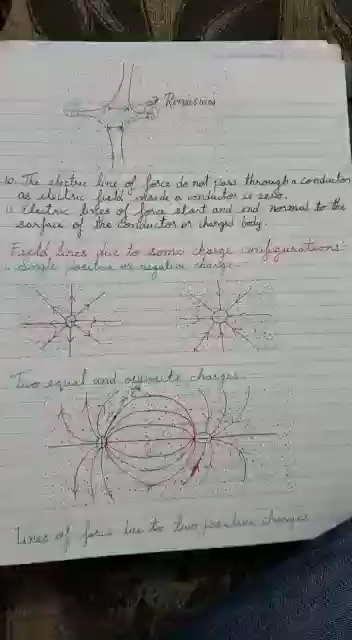 10. The electric line of force do not pass through a conductor
as electric field inside a conductor is zero.
11. Electric lines of force start and end normal to the
surface of the conductor or charged body.
Field lines due to some charge configurations
Single positive or negative charge
Two equal and opposite charges.
Lines of force due to two positive charges